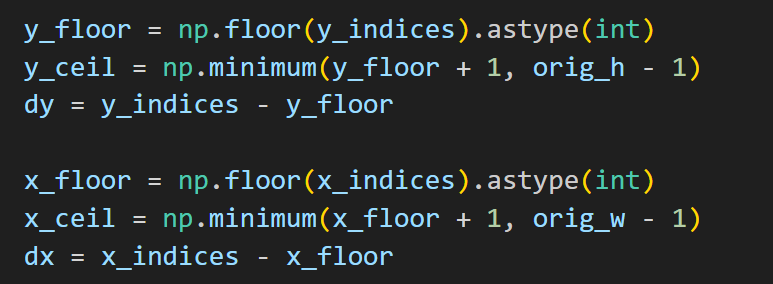 y_floor = np.floor(y_indices).astype(int)
y_ceil = np.minimum(y_floor + 1, orig_h - 1)
dy = y_indices - y_floor
x_floor = np.floor(x_indices).astype(int)
x_ceil = np.minimum(x_floor + 1, orig_w - 1)
dx = x_indices - x_floor